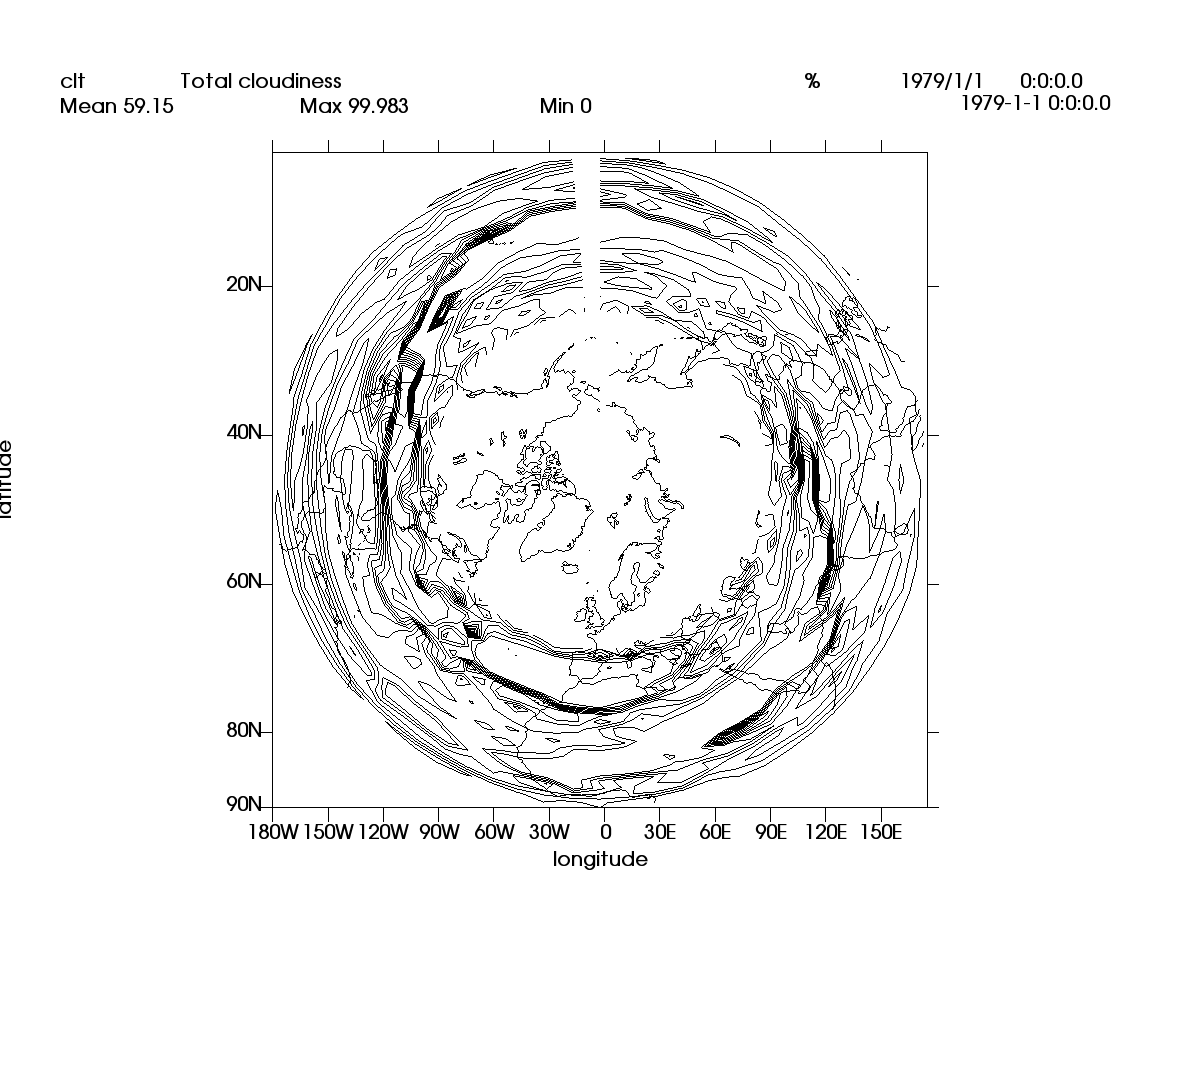 clt Total cloudiness % 1979/1/1 0:0:0.0
Mean 59.15 Max 99.983 Min 0 1979-1-1 0:0:0.0
20N
40N
latitude
60N
80N
90N
180W 150W 120W 90W 60W 30W 0 30E 60E 90E 120E 150E
longitude